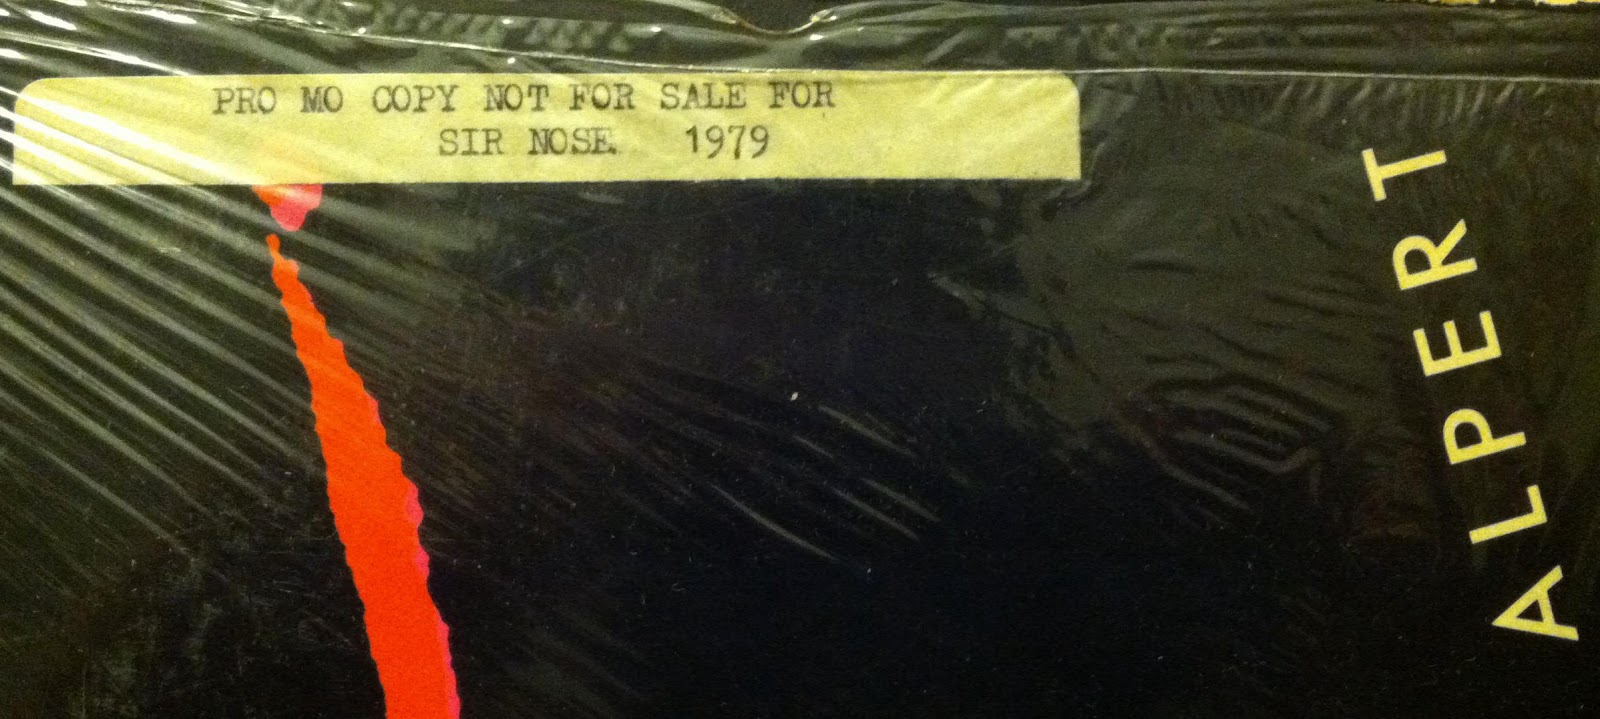 PRO MO COPY NOT FOR SALE FOR
SIR NOSE. 1979
ALPERT